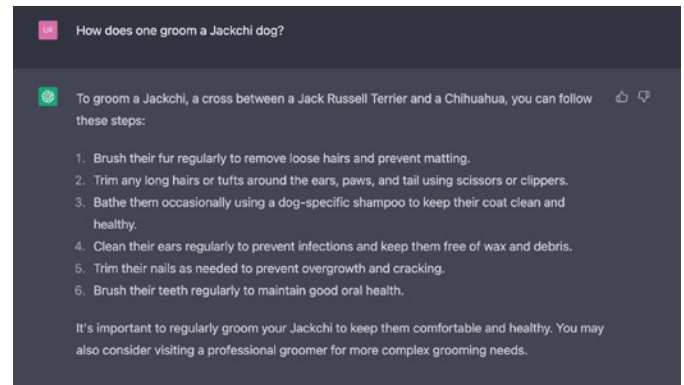 UR
How does one groom a Jackchi dog?
To groom a Jackchi, a cross between a Jack Russell Terrier and a Chihuahua, you can follow
these steps:
1. Brush their fur regularly to remove loose hairs and prevent matting.
2. Trim any long hairs or tufts around the ears, paws, and tail using scissors or clippers.
3. Bathe them occasionally using a dog-specific shampoo to keep their coat clean and
healthy.
4. Clean their ears regularly to prevent infections and keep them free of wax and debris.
5. Trim their nails as needed to prevent overgrowth and cracking.
6. Brush their teeth regularly to maintain good oral health.
It's important to regularly groom your Jackchi to keep them comfortable and healthy. You may
also consider visiting a professional groomer for more complex grooming needs.